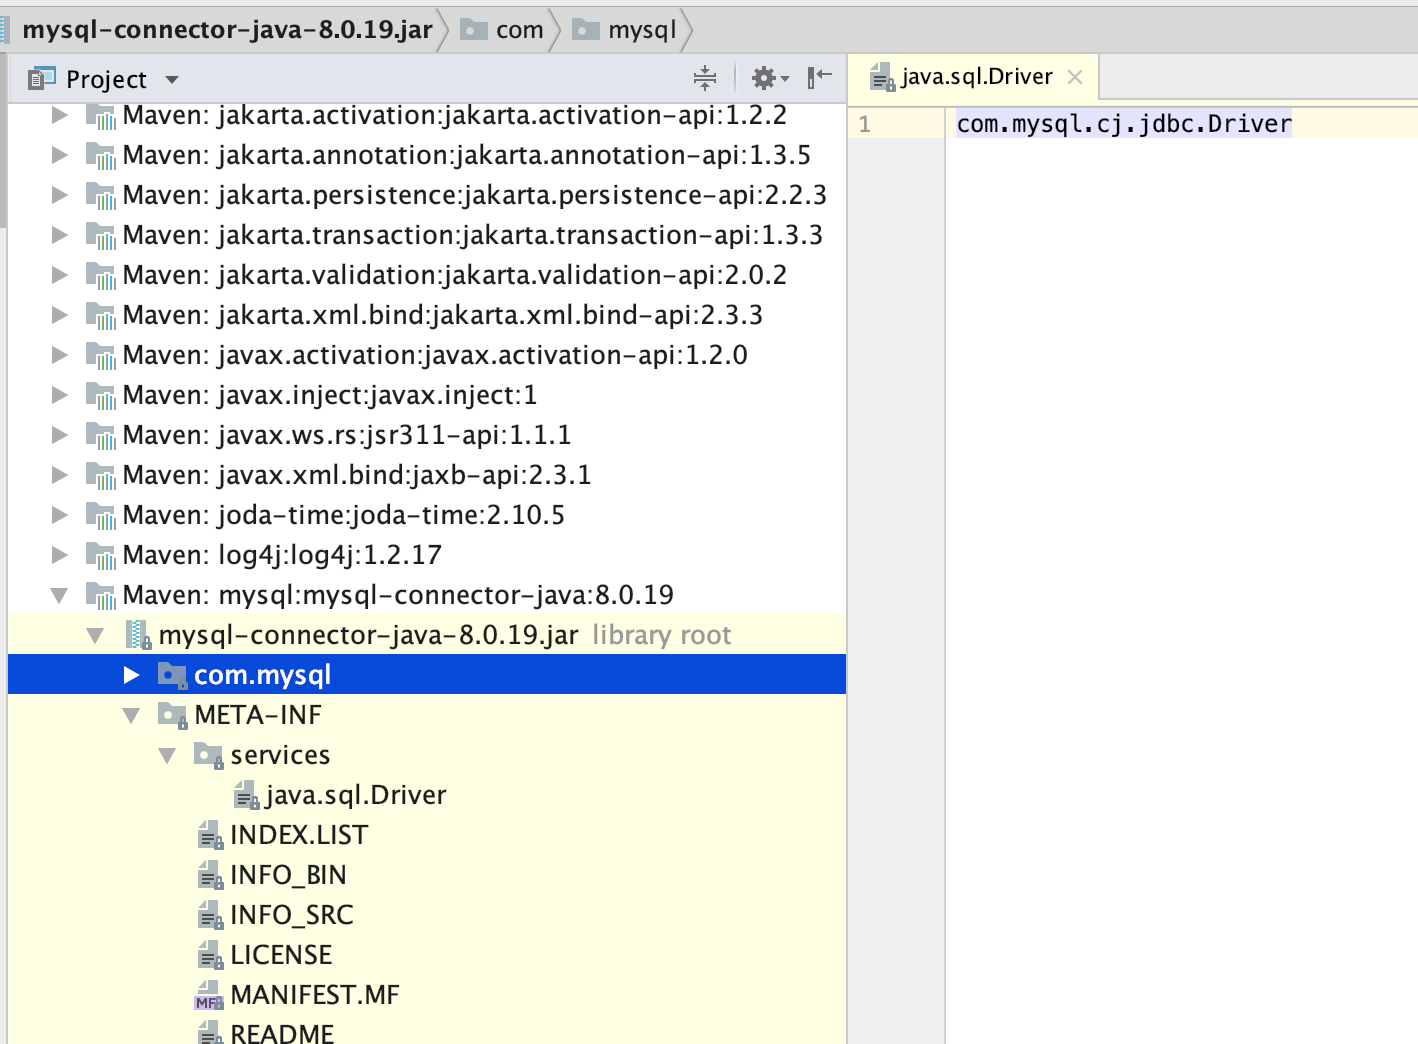 mysql-connector-java-8.0.19.jar com mysql
Project
java.sql.Driver
Maven: jakarta.activation:jakarta.activation-api:1.2.2
Maven: jakarta.annotation:jakarta.annotation-api:1.3.5
Maven: jakarta.persistence:jakarta.persistence-api:2.2.3
Maven: jakarta.transaction:jakarta.transaction-api:1.3.3
Maven: jakarta.validation:jakarta.validation-api:2.0.2
Maven: jakarta.xml.bind:jakarta.xml.bind-api:2.3.3
Maven: javax.activation:javax.activation-api:1.2.0
Maven: javax.inject:javax.inject:1
Maven: javax.ws.rs:jsr311-api:1.1.1
Maven: javax.xml.bind:jaxb-api:2.3.1
Maven: joda-time:joda-time:2.10.5
Maven: log4j:log4j:1.2.17
Maven: mysql:mysql-connector-java:8.0.19
mysql-connector-java-8.0.19.jar library root
com.mysql
META-INF
services
java.sql.Driver
INDEX.LIST
INFO_BIN
INFO_SRC
LICENSE
MF MANIFEST.MF
README
1 com.mysql.cj.jdbc.Driver